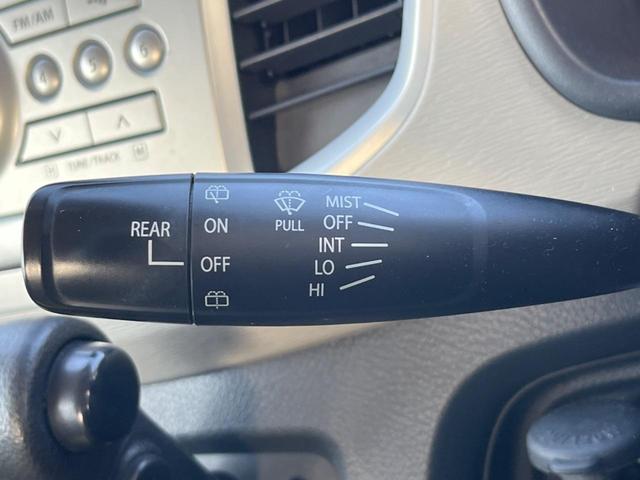 FM/AM
4 5 6
TUNE/TRACK
REAR
ON
OFF
PULL
MIST
OFF
INT
LO
HI